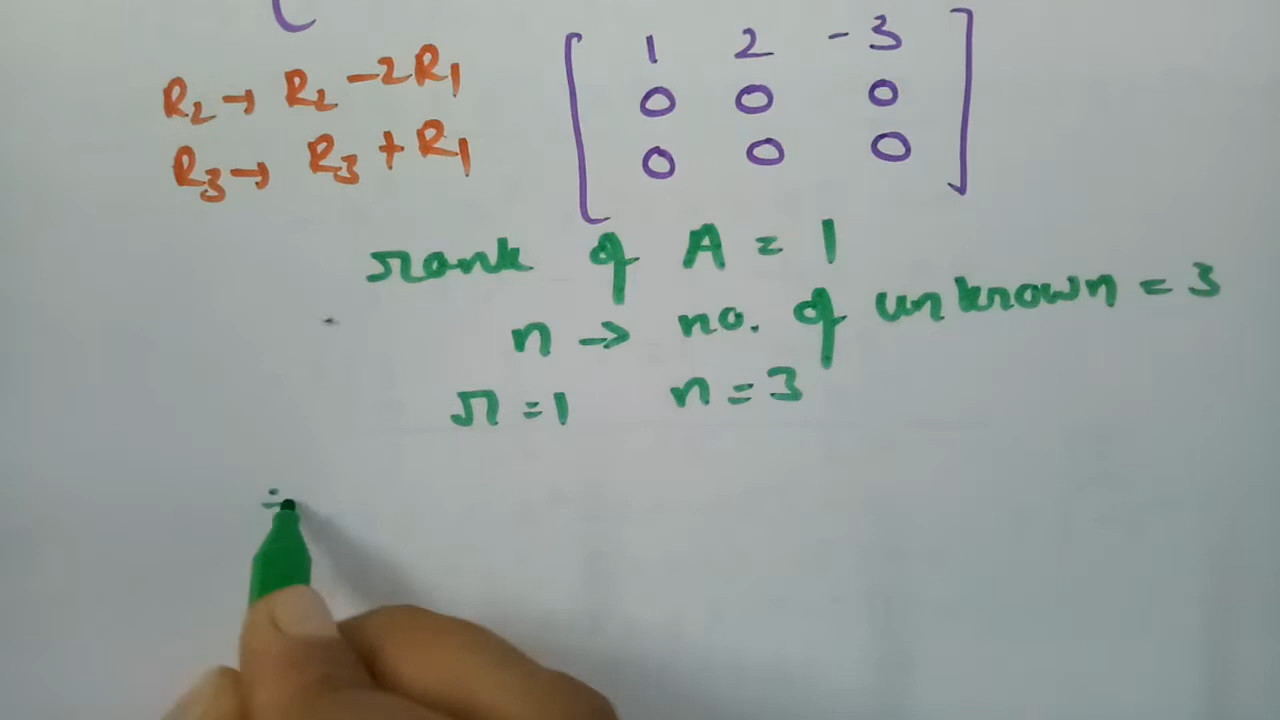 R2 → R2 - 2R1
R3 → R3 + R1
1 2 -3
0 0 0
0 0 0
rank of A = 1
n → no. of unknown = 3
r = 1 n = 3